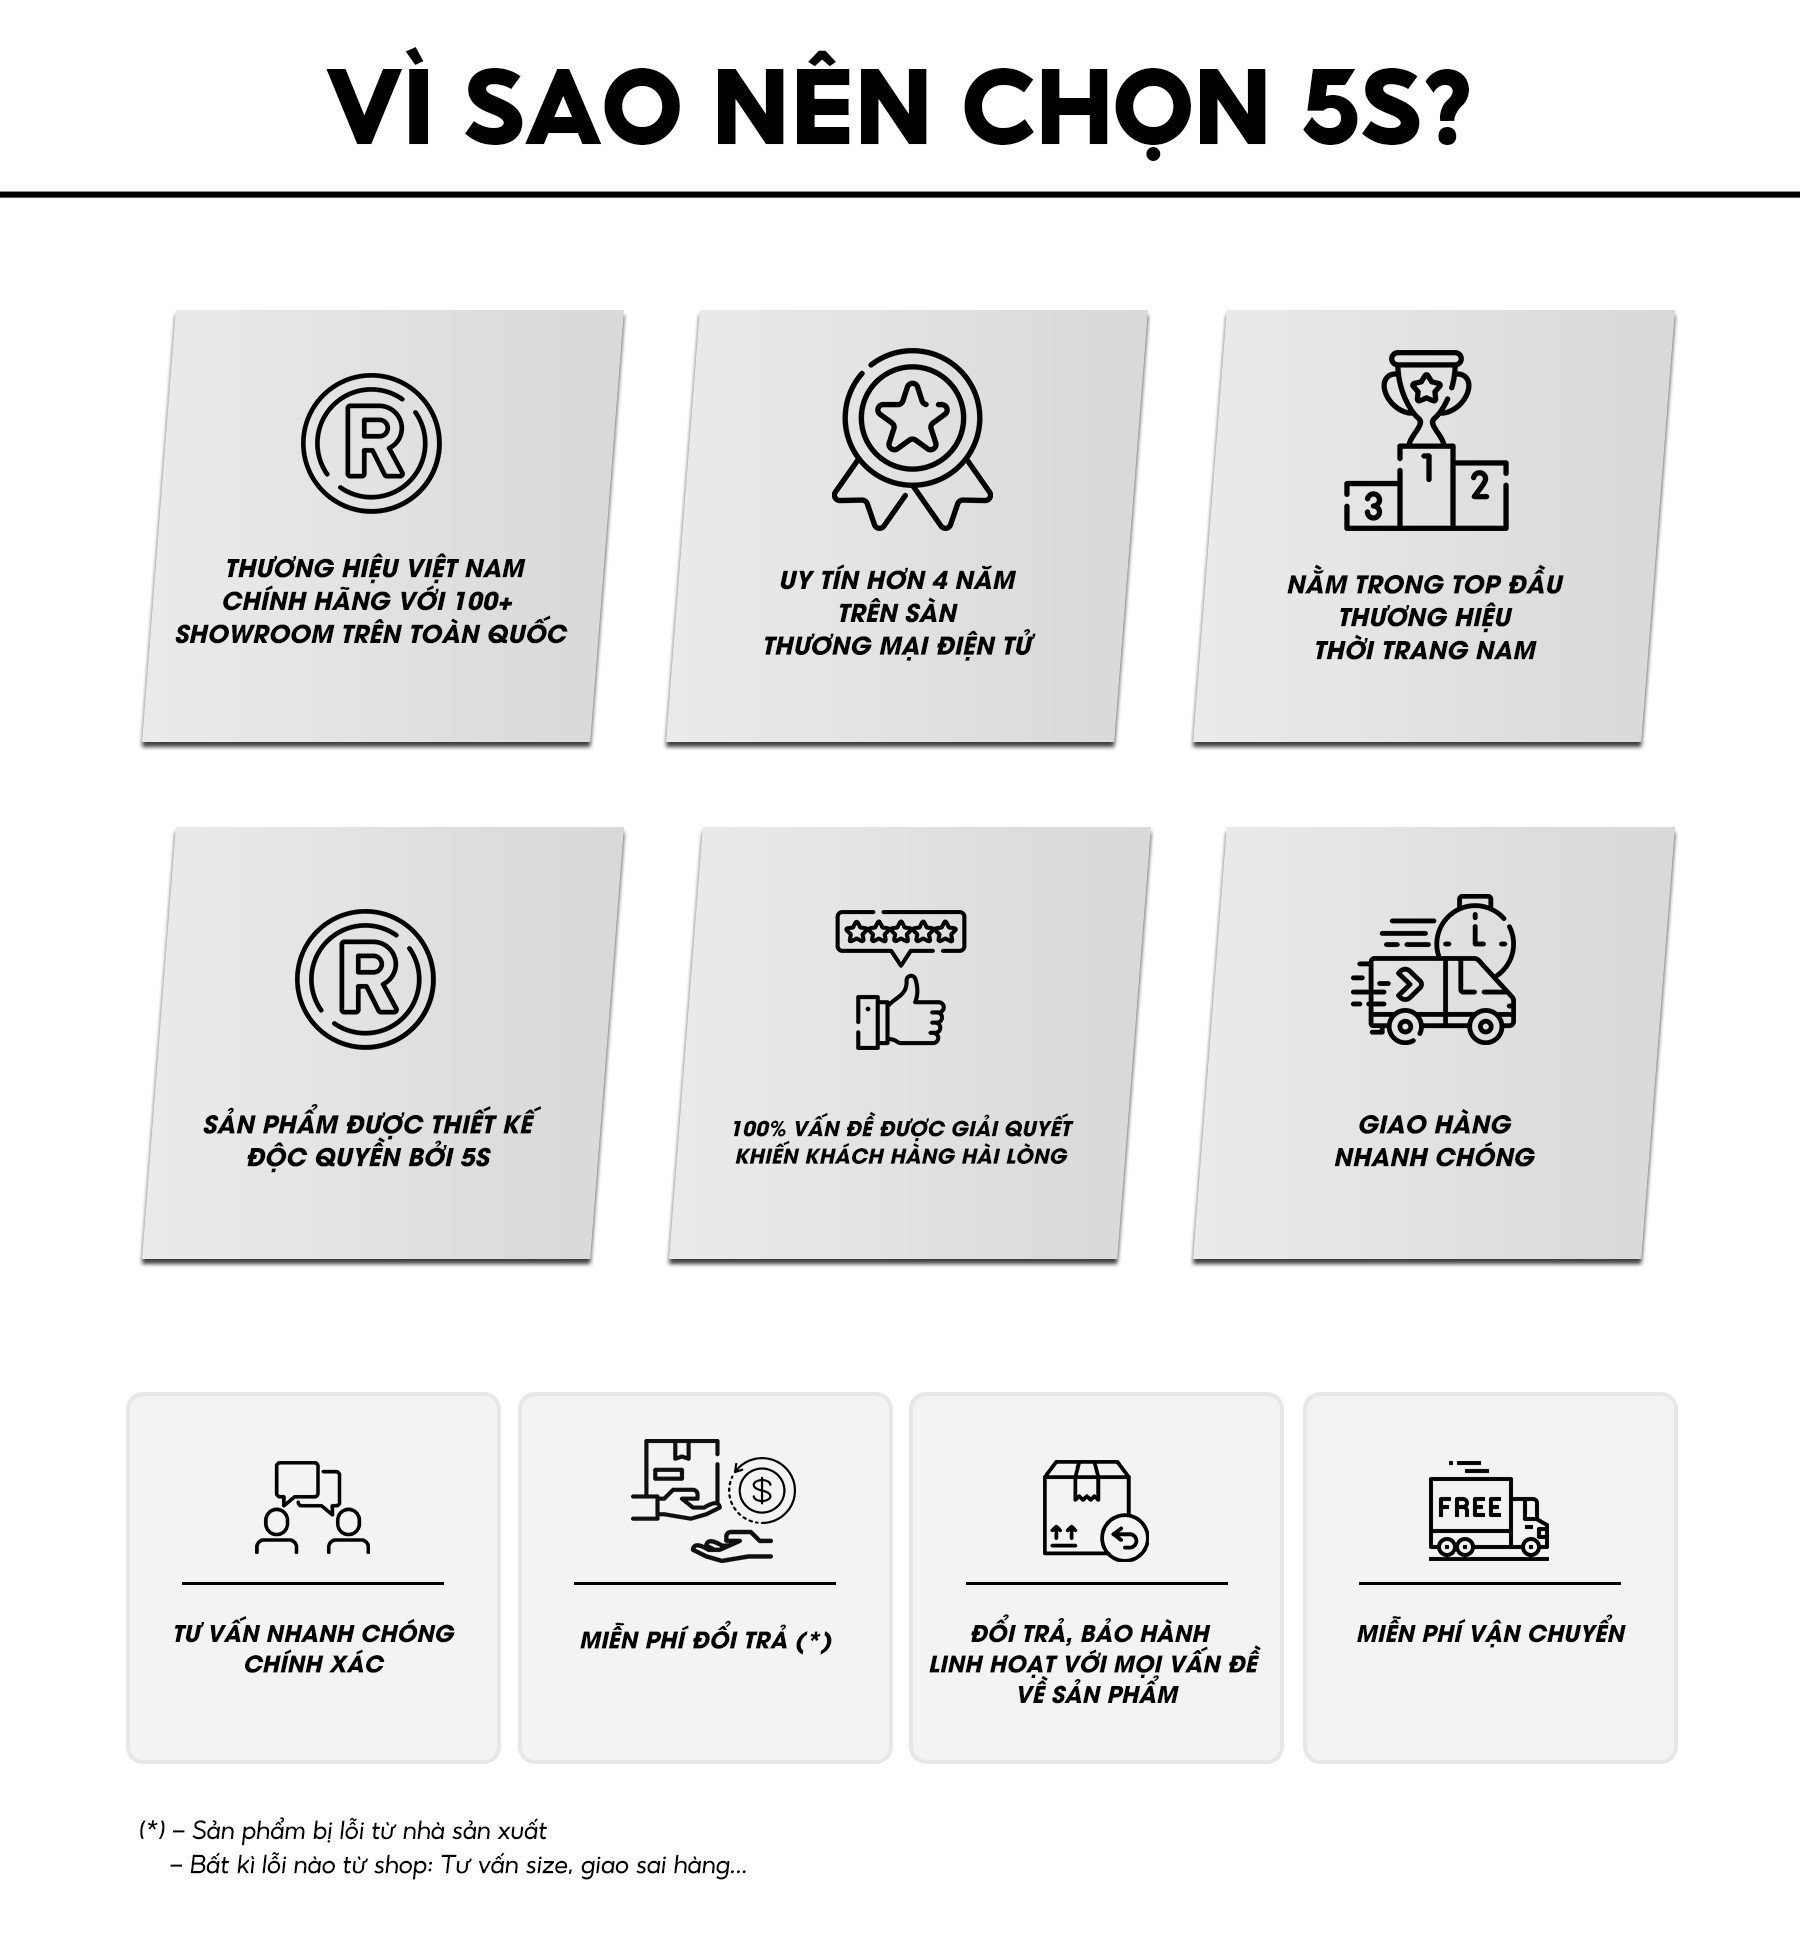 VÌ SAO NÊN CHỌN 5S?
R
THƯƠNG HIỆU VIỆT NAM
CHÍNH HÃNG VỚI 100+
SHOWROOM TRÊN TOÀN QUỐC
UY TÍN HƠN 4 NĂM
TRÊN SÀN
THƯƠNG MẠI ĐIỆN TỬ
1
2
3
NẰM TRONG TOP ĐẦU
THƯƠNG HIỆU
THỜI TRANG NAM
R
SẢN PHẨM ĐƯỢC THIẾT KẾ
ĐỘC QUYỀN BỞI 5S
100% VẤN ĐỀ ĐƯỢC GIẢI QUYẾT
KHIẾN KHÁCH HÀNG HÀI LÒNG
GIAO HÀNG
NHANH CHÓNG
TƯ VẤN NHANH CHÓNG
CHÍNH XÁC
$
MIỄN PHÍ ĐỔI TRẢ (*)
ĐỔI TRẢ, BẢO HÀNH
LINH HOẠT VỚI MỌI VẤN ĐỀ
VỀ SẢN PHẨM
FREE
MIỄN PHÍ VẬN CHUYỂN
(*) – Sản phẩm bị lỗi từ nhà sản xuất
– Bất kì lỗi nào từ shop: Tư vấn size, giao sai hàng...